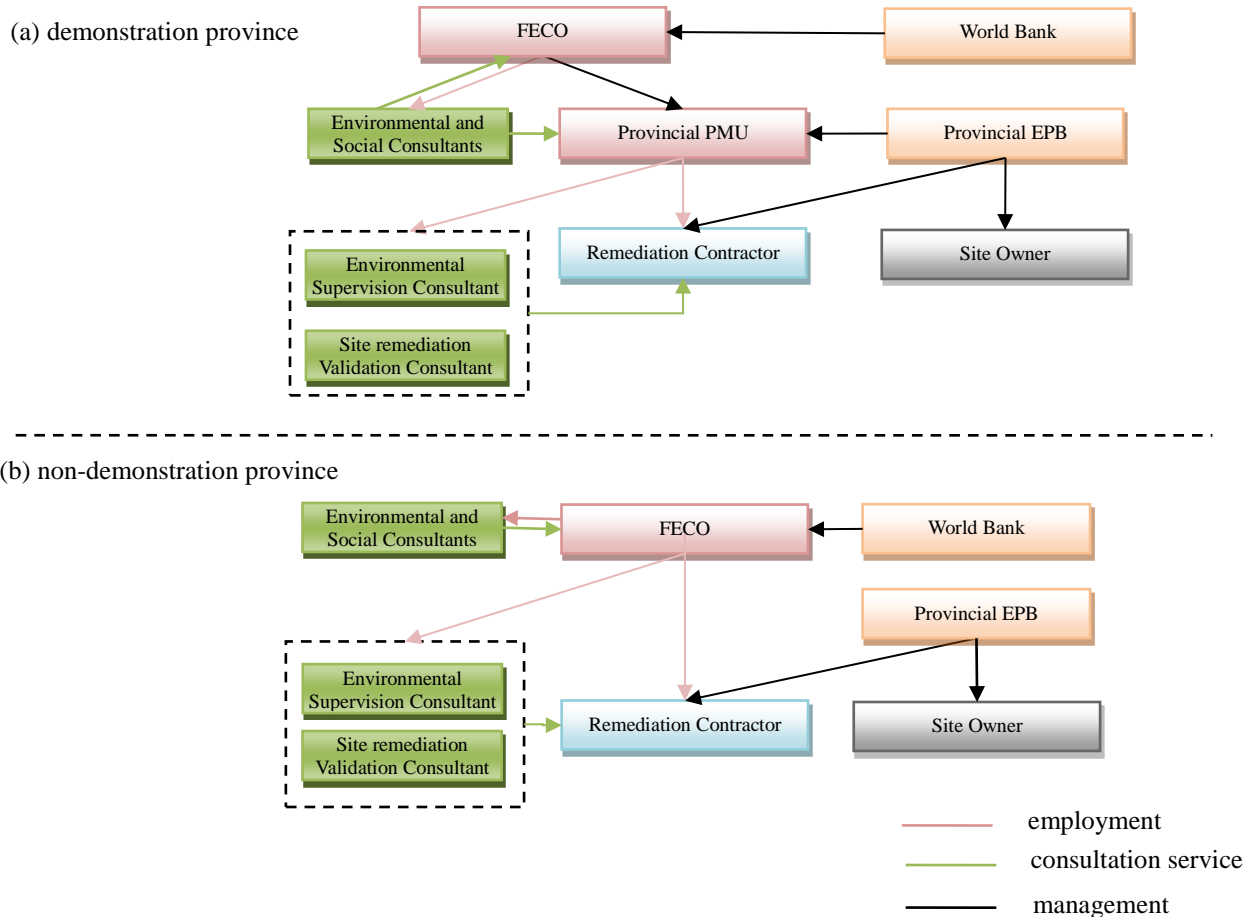 (a) demonstration province
FECO
World Bank
Environmental and
Social Consultants
Provincial PMU
Provincial EPB
Environmental
Supervision Consultant
Remediation Contractor
Site Owner
Site remediation
Validation Consultant
(b) non-demonstration province
Environmental and
Social Consultants
FECO
World Bank
Provincial EPB
Environmental
Supervision Consultant
Remediation Contractor
Site Owner
Site remediation
Validation Consultant
employment
consultation service
management